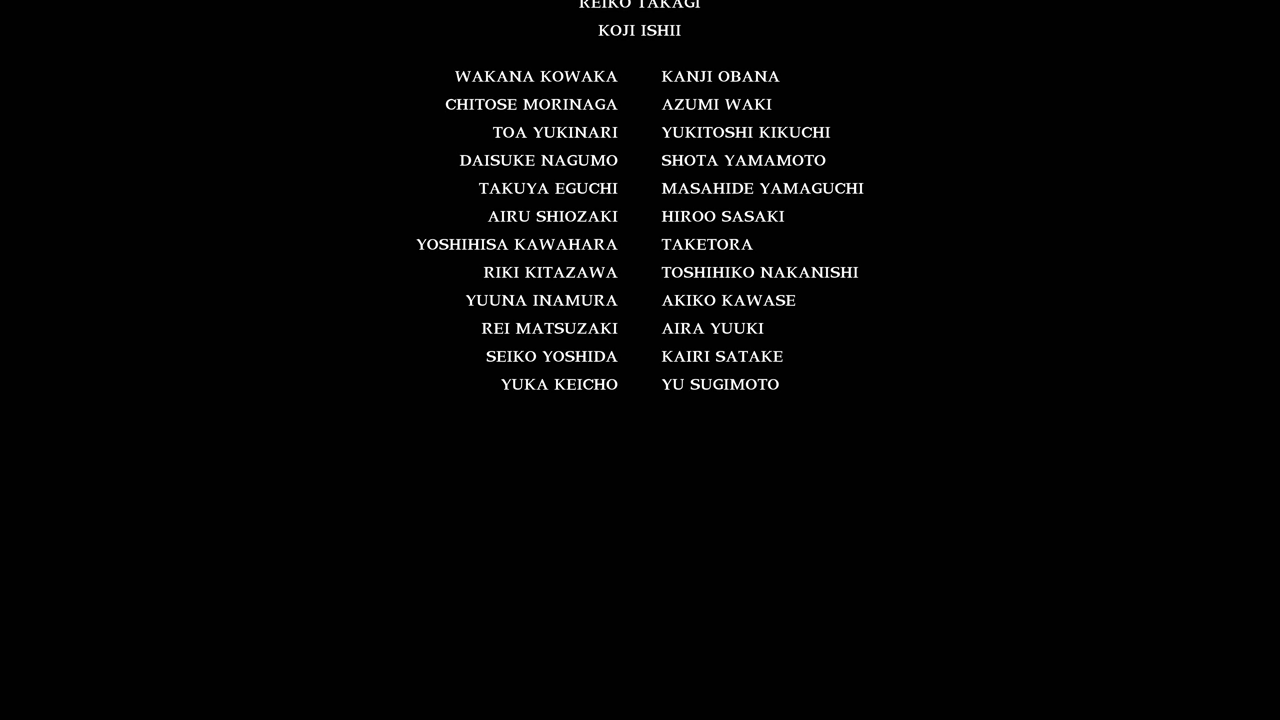 REIKO TAKAGI
KOJI ISHII
WAKANA KOWAKA KANJI OBANA
CHITOSE MORINAGA AZUMI WAKI
TOA YUKINARI YUKITOSHI KIKUCHI
DAISUKE NAGUMO SHOTA YAMAMOTO
TAKUYA EGUCHI MASAHIDE YAMAGUCHI
AIRU SHIOZAKI HIROO SASAKI
YOSHIHISA KAWAHARA TAKETORA
RIKI KITAZAWA TOSHIHIKO NAKANISHI
YUUNA INAMURA AKIKO KAWASE
REI MATSUZAKI AIRA YUUKI
SEIKO YOSHIDA KAIRI SATAKE
YUKA KEICHO YU SUGIMOTO